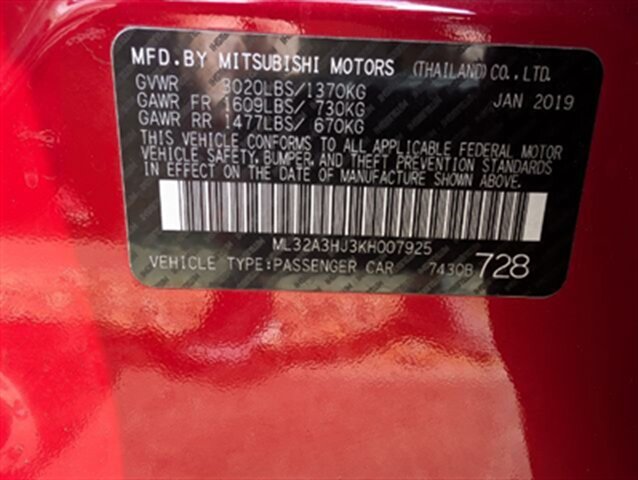 MFD.BY MITSUBISHI MOTORS (THAILAND)CO.,LTD.
GVWR 3020LBS/1370KG JAN 2019
GAWR FR 1609LBS/ 730KG
GAWR RR 1477LBS/ 670KG
THIS VEHICLE CONFORMS TO ALL APPLICABLE FEDERAL MOTOR
VEHICLE SAFETY, BUMPER, AND THEFT PREVENTION STANDARDS
IN EFFECT ON THE DATE OF MANUFACTURE SHOWN ABOVE.
ML32A3HJ3KH007925
VEHICLE TYPE:PASSENGER CAR 7430B 728